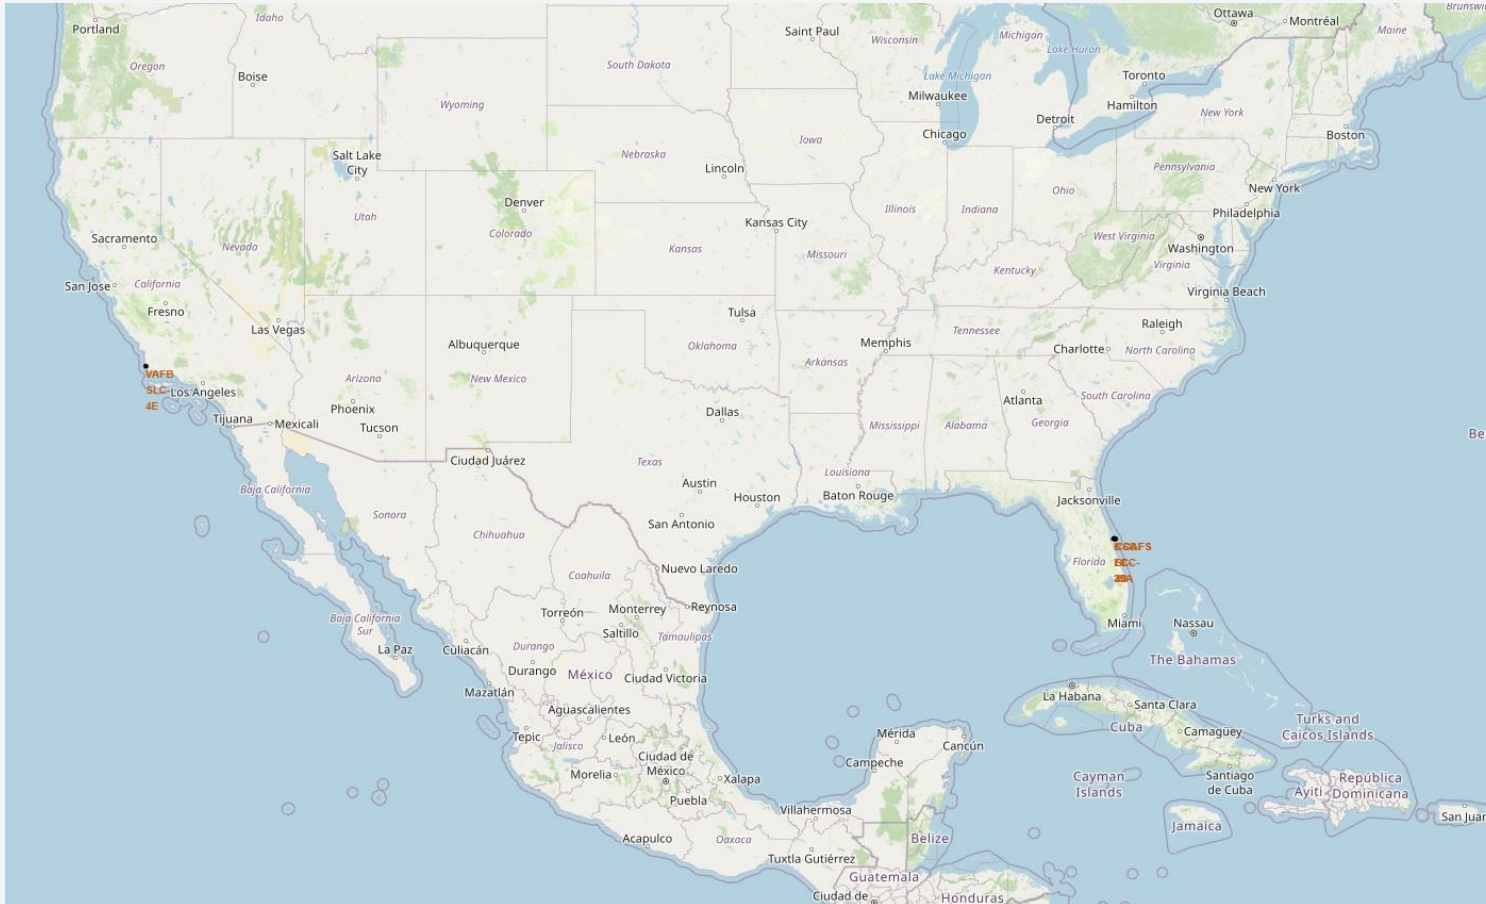 Idaho
Portland
Oregon
Boise
Wyoming
South Dakota
Saint Paul
Wisconsin
Michigan
Lake Huron
Lake Michigan
Milwaukee
Chicago
Detroit
Toronto
Hamilton
Ottawa
Montréal
Maine
New York
Boston
Salt Lake
City
Nebraska
Lincoln
Iowa
Pennsylvania
New York
Philadelphia
Ohio
Indiana
Illinois
Denver
Colorado
Utah
Nevada
Sacramento
California
San Jose
Fresno
Las Vegas
Kansas City
Kansas
Missouri
West Virginia
Washington
Virginia
Virginia Beach
Kentucky
Tulsa
Oklahoma
Arkansas
Memphis
Tennessee
Raleigh
Charlotte
North Carolina
Albuquerque
New Mexico
Arizona
Phoenix
Tucson
VAFB
SLC-
4E
Los Angeles
Tijuana
Mexicali
Dallas
Atlanta
South Carolina
Mississippi
Alabama
Georgia
Ciudad Juárez
Texas
Louisiana
Austin
Houston
Baton Rouge
Jacksonville
Baja California
Sonora
Chihuahua
San Antonio
Florida
Coahuila
Nuevo Laredo
Torreón
Monterrey
Reynosa
Saltillo
Tamaulipas
Miami
Nassau
The Bahamas
Baja California
Sur
La Paz
Culiacán
Durango
Durango
México
Ciudad Victoria
Mazatlán
Aguascalientes
La Habana
Santa Clara
Cuba
Camagüey
Turks and
Caicos Islands
Tepic
León
Jalisco
Ciudad de
México
Mérida
Cancún
Campeche
Morelia
Xalapa
Puebla
Cayman
Islands
Santiago
de Cuba
Ayiti
República
Dominicana
Villahermosa
San Juan
Jamaica
Acapulco
Oaxaca
Belize
Tuxtla Gutiérrez
Guatemala
Ciudad de
Honduras